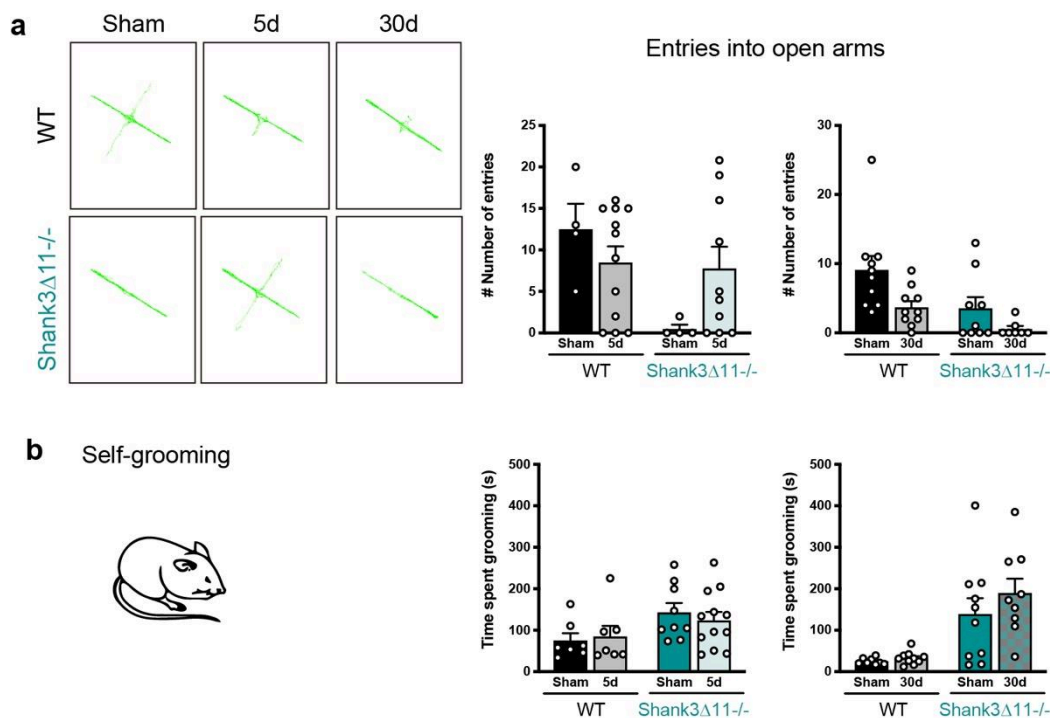 a
Sham 5d 30d
WT
Shank3Δ11-/-
Entries into open arms
# Number of entries
25
20
15
10
5
0
Sham 5d Sham 5d
WT Shank3Δ11-/-
# Number of entries
30
20
10
0
Sham 30d Sham 30d
WT Shank3Δ11-/-
b
Self-grooming
Time spent grooming (s)
500
400
300
200
100
0
Sham 5d Sham 5d
WT Shank3Δ11-/-
Time spent grooming (s)
500
400
300
200
100
0
Sham 30d Sham 30d
WT Shank3Δ11-/-